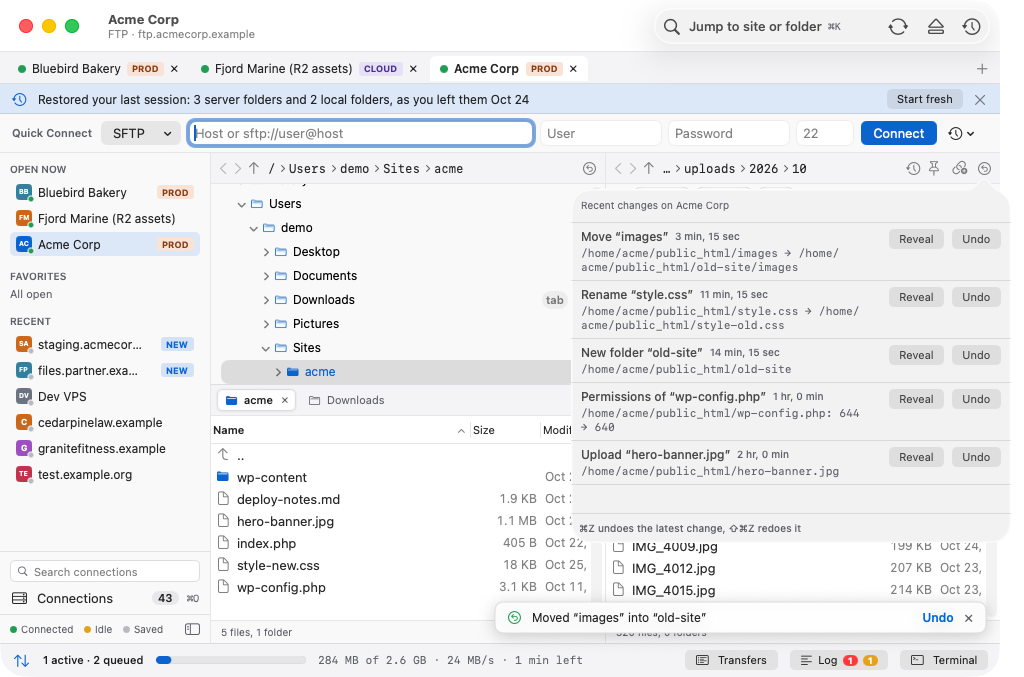 Acme Corp
FTP · ftp.acmecorp.example
Jump to site or folder ⌘K
Bluebird Bakery PROD ×
Fjord Marine (R2 assets) CLOUD ×
Acme Corp PROD ×
Restored your last session: 3 server folders and 2 local folders, as you left them Oct 24
Start fresh
Quick Connect
SFTP
Host or sftp://user@host
User
Password
22
Connect
OPEN NOW
BB Bluebird Bakery PROD
FM Fjord Marine (R2 assets)
AC Acme Corp PROD
FAVORITES
All open
RECENT
SA staging.acmecor... NEW
FP files.partner.exa... NEW
DV Dev VPS
C cedarpinelaw.example
G granitefitness.example
TE test.example.org
Search connections
Connections 43 ⌘0
Connected Idle Saved
/ > Users > demo > Sites > acme
Users
demo
Desktop
Documents
Downloads
Pictures
Sites
acme
tab
acme ×
Downloads
Name Size Modif
..
wp-content Oct 2
deploy-notes.md 1.9 KB Oct 2
hero-banner.jpg 1.1 MB Oct 2
index.php 405 B Oct 22,
style-new.css 18 KB Oct 25,
wp-config.php 3.1 KB Oct 11,
5 files, 1 folder
… > uploads > 2026 > 10
Recent changes on Acme Corp
Move “images” 3 min, 15 sec
/home/acme/public_html/images → /home/
acme/public_html/old-site/images
Reveal Undo
Rename “style.css” 11 min, 15 sec
/home/acme/public_html/style.css → /home/
acme/public_html/style-old.css
Reveal Undo
New folder “old-site” 14 min, 15 sec
/home/acme/public_html/old-site
Reveal Undo
Permissions of “wp-config.php” 1 hr, 0 min
/home/acme/public_html/wp-config.php: 644
→ 640
Reveal Undo
Upload “hero-banner.jpg” 2 hr, 0 min
/home/acme/public_html/hero-banner.jpg
Reveal Undo
⌘Z undoes the latest change, ⇧⌘Z redoes it
IMG_4009.jpg 199 KB Oct 24,
IMG_4012.jpg 207 KB Oct 23,
IMG_4015.jpg 214 KB Oct 23,
Moved “images” into “old-site”
Undo ×
1 active · 2 queued
284 MB of 2.6 GB · 24 MB/s · 1 min left
Transfers
Log 1 1
Terminal